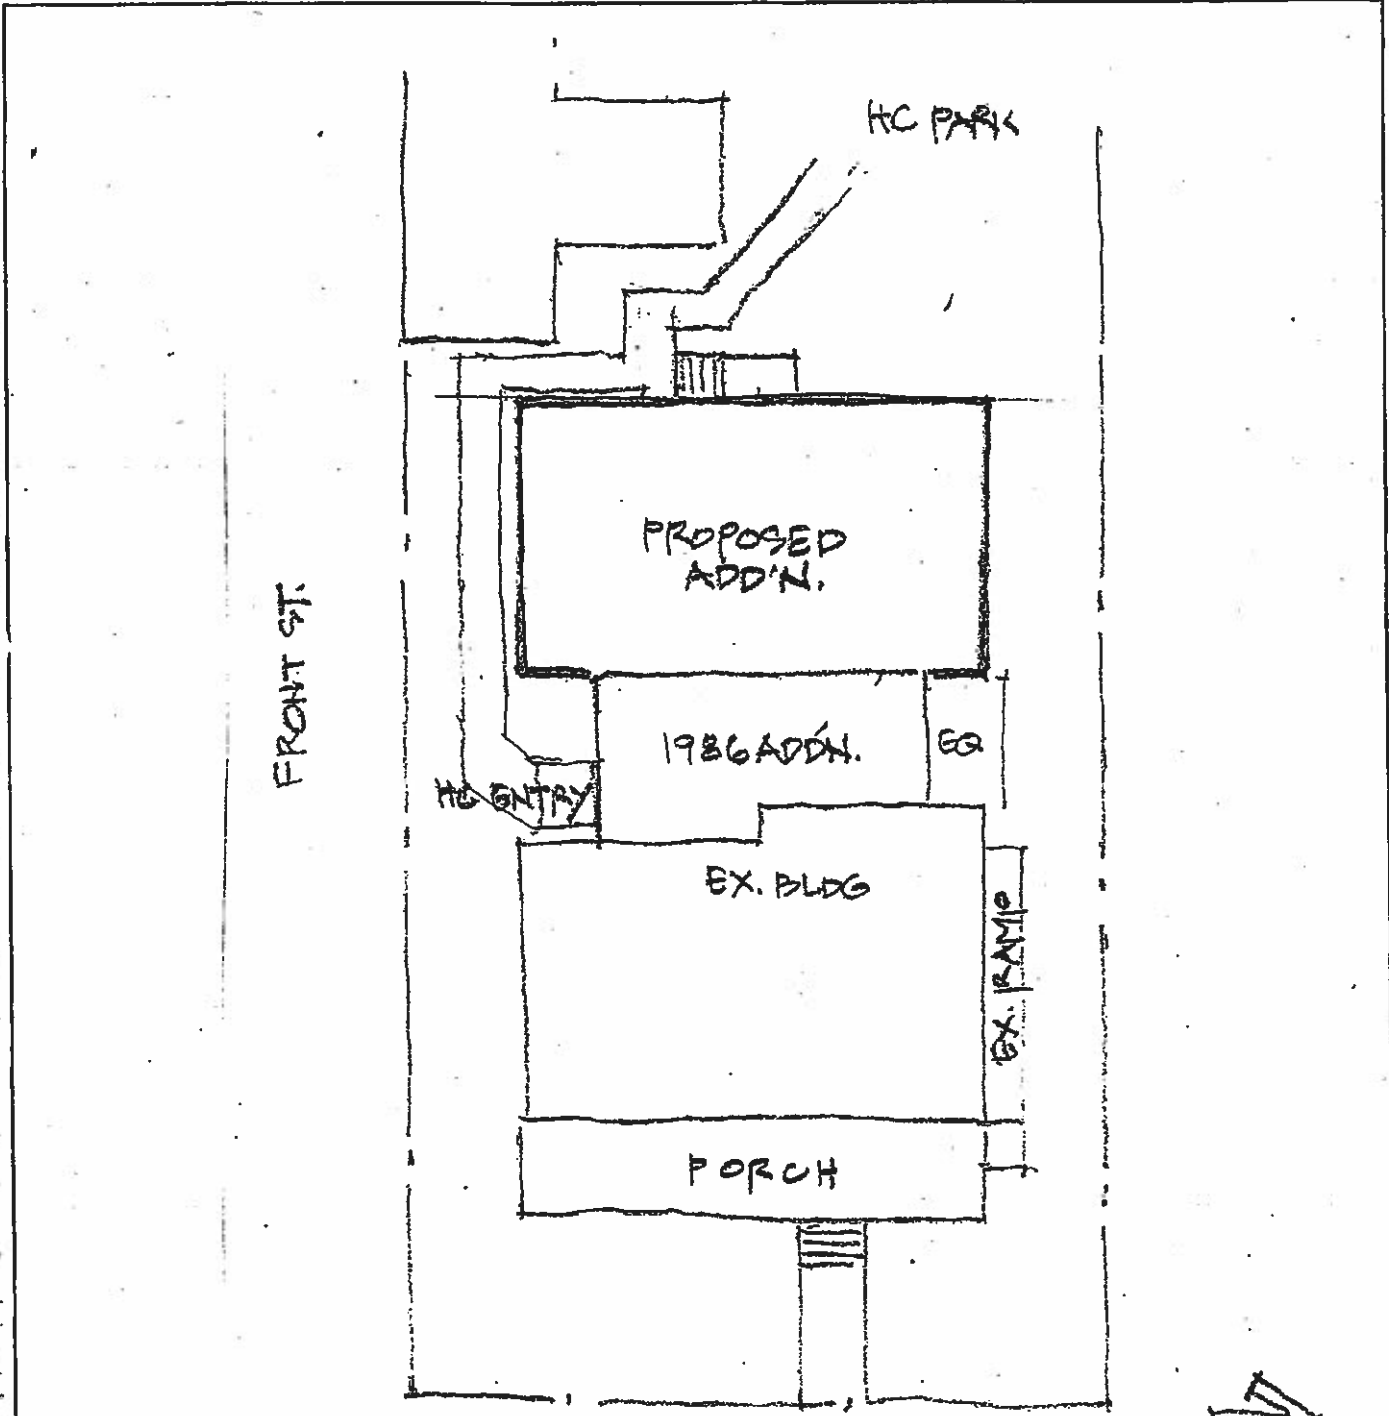 HC PARK
PROPOSED
ADD'N.
FRONT ST.
1986 ADD'N.
EQ
HC ENTRY
EX. BLDG
EX. RAMP
PORCH